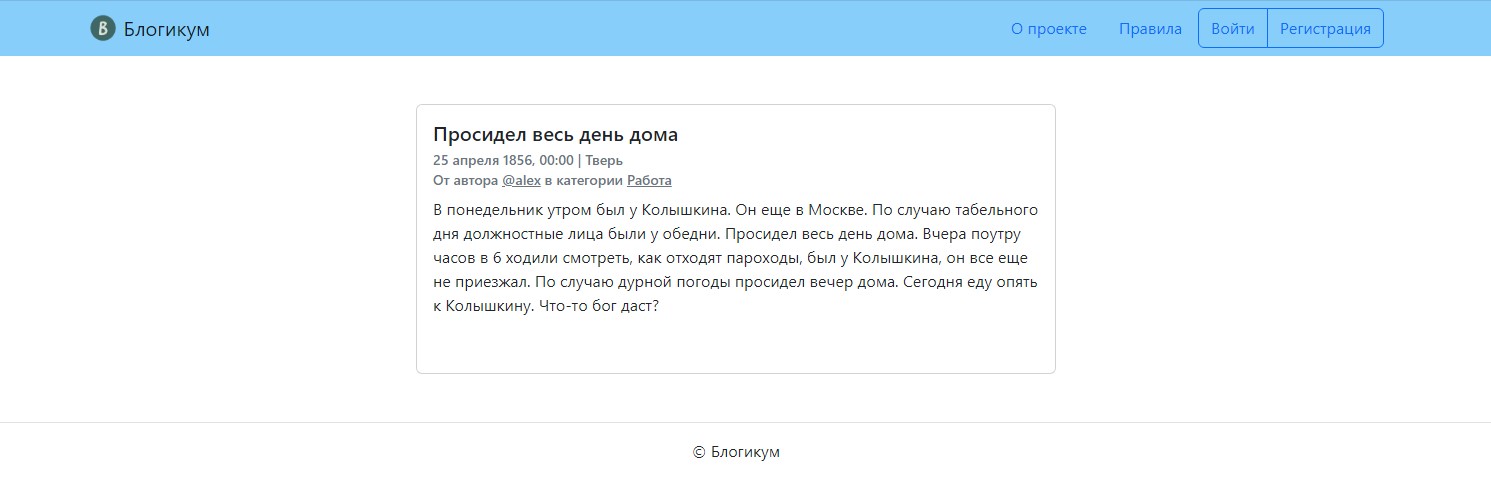 B Блогикум О проекте Правила Войти Регистрация
Просидел весь день дома
25 апреля 1856, 00:00 | Тверь
От автора @alex в категории Работа
В понедельник утром был у Колышкина. Он еще в Москве. По случаю табельного
дня должностные лица были у обедни. Просидел весь день дома. Вчера поутру
часов в 6 ходили смотреть, как отходят пароходы, был у Колышкина, он все еще
не приезжал. По случаю дурной погоды просидел вечер дома. Сегодня еду опять
к Колышкину. Что-то бог даст?
© Блогикум